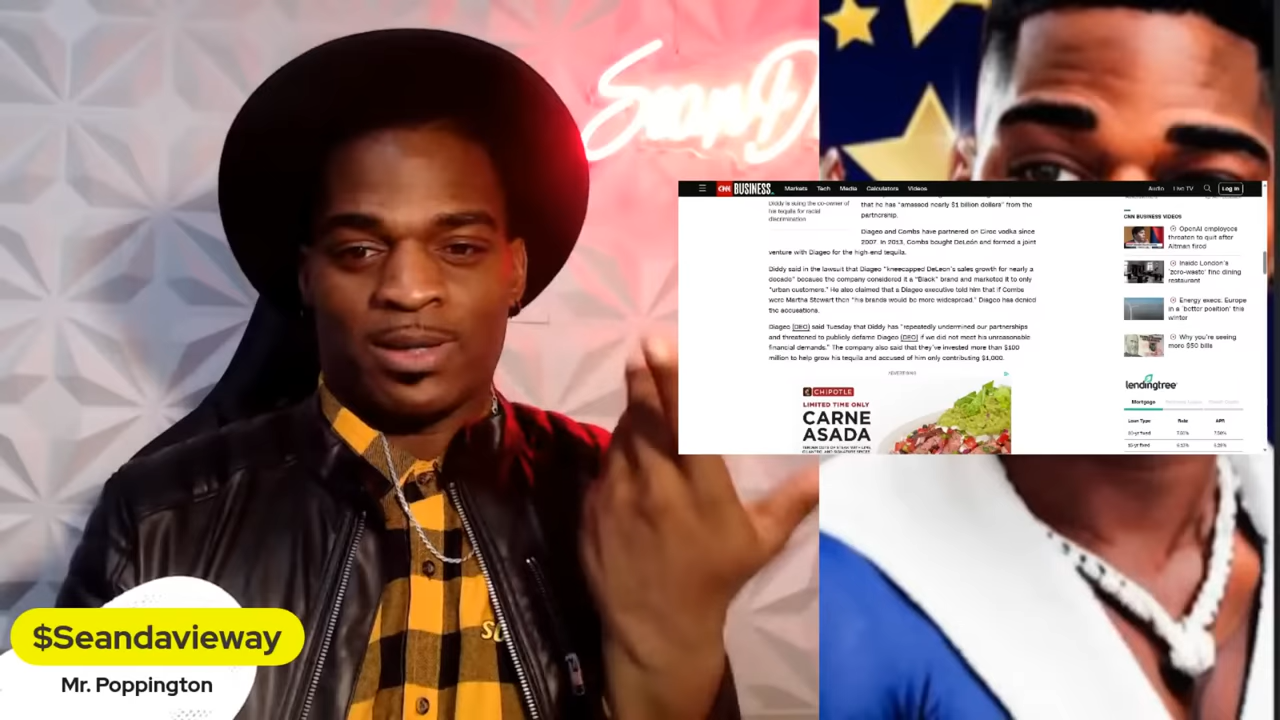 Sean D
CNN BUSINESS
Markets Tech Media Calculators Videos
Audio Live TV Log In
Diddy is suing the co-owner of
his tequila for racial
discrimination
that he has "amassed nearly $1 billion dollars" from the
partnership.
Diageo and Combs have partnered on Ciroc vodka since
2007. In 2013, Combs bought DeLeón and formed a joint
venture with Diageo for the high-end tequila.
Diddy said in the lawsuit that Diageo "kneecapped DeLeon's sales growth for nearly a
decade" because the company considered it a "Black" brand and marketed it to only
"urban customers." He also claimed that a Diageo executive told him that if Combs
were Martha Stewart then "his brands would be more widespread." Diageo has denied
the accusations.
Diageo (DEO) said Tuesday that Diddy has "repeatedly undermined our partnerships
and threatened to publicly defame Diageo (DEO) if we did not meet his unreasonable
financial demands." The company also said that they've invested more than $100
million to help grow his tequila and accused of him only contributing $1,000.
ADVERTISING
CHIPOTLE
LIMITED TIME ONLY
CARNE
ASADA
CNN BUSINESS VIDEOS
OpenAI employees
threaten to quit after
Altman fired
Inside London's
'zero-waste' fine dining
restaurant
Energy execs: Europe
in a 'better position' this
winter
Why you're seeing
more $50 bills
lendingtree
Mortgage
Loan Type Rate APR
$Seandavieway
Mr. Poppington